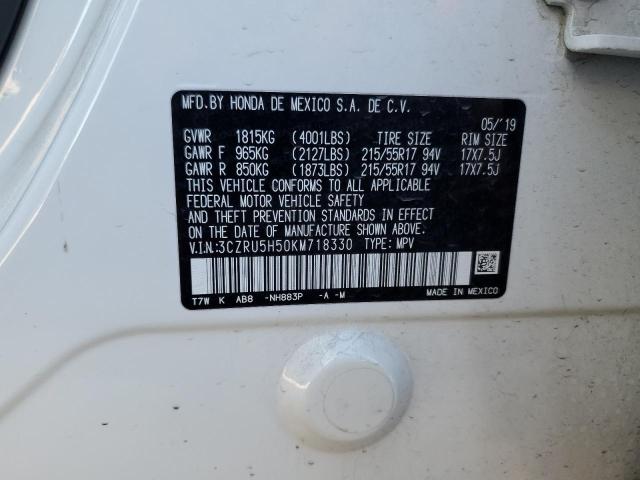 MFD.BY HONDA DE MEXICO S.A. DE C.V.
05/'19
GVWR 1815KG (4001LBS) TIRE SIZE RIM SIZE
GAWR F 965KG (2127LBS) 215/55R17 94V 17X7.5J
GAWR R 850KG (1873LBS) 215/55R17 94V 17X7.5J
THIS VEHICLE CONFORMS TO ALL APPLICABLE
FEDERAL MOTOR VEHICLE SAFETY
AND THEFT PREVENTION STANDARDS IN EFFECT
ON THE DATE OF MANUFACTURE SHOWN ABOVE.
V.I.N.:3CZRU5H50KM718330 TYPE: MPV
T7W K AB8 -NH883P -A -M MADE IN MEXICO